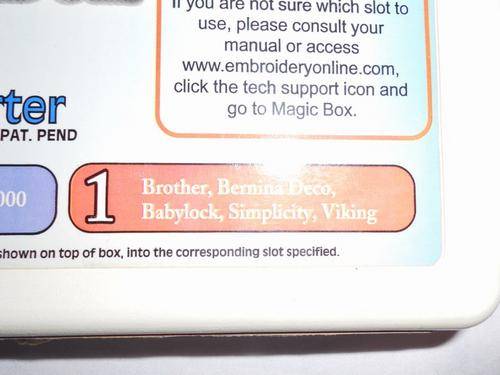 If you are not sure which slot to
use, please consult your
manual or access
www.embroideryonline.com,
click the tech support icon and
go to Magic Box.
rter
PAT. PEND
000
1
Brother, Bernina Deco,
Babylock, Simplicity, Viking
shown on top of box, into the corresponding slot specified.